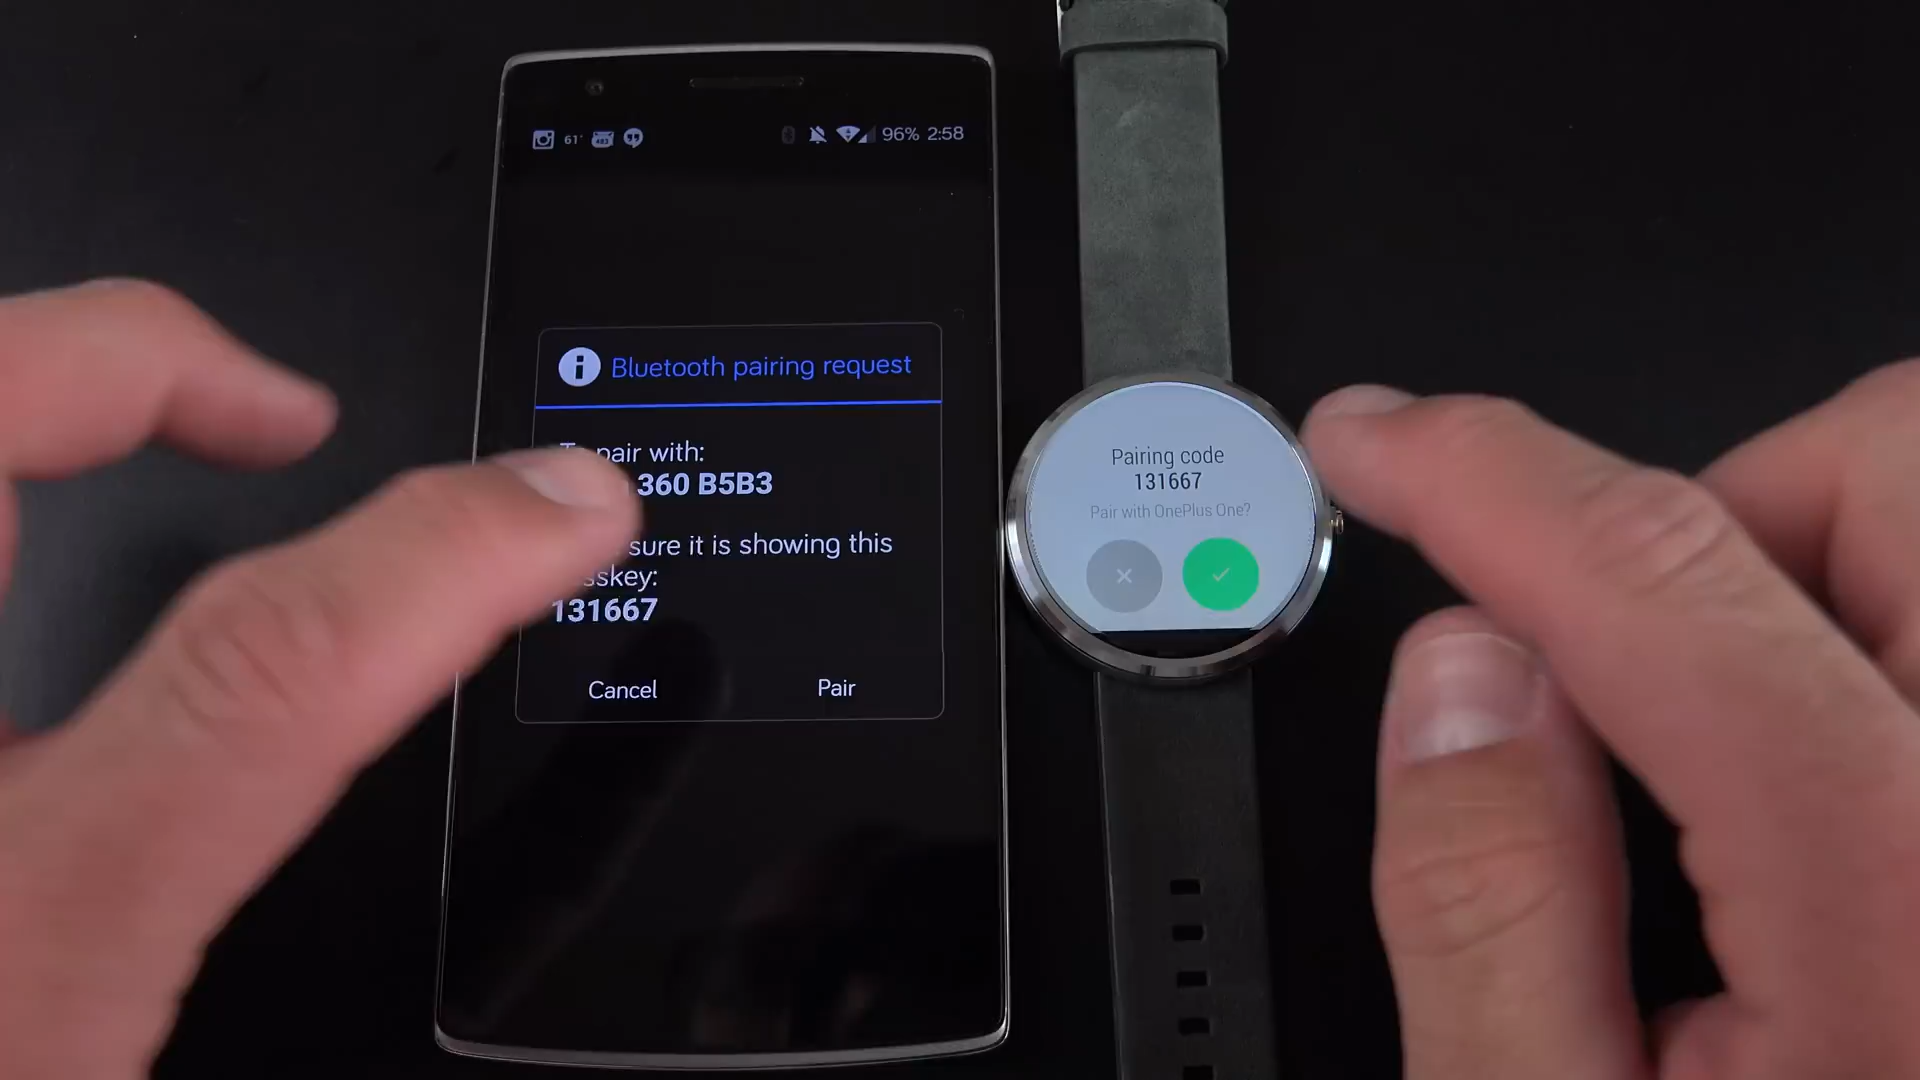 61°
96% 2:58
Bluetooth pairing request
pair with:
360 B5B3
sure it is showing this
131667
Cancel Pair
Pairing code
131667
Pair with OnePlus One?